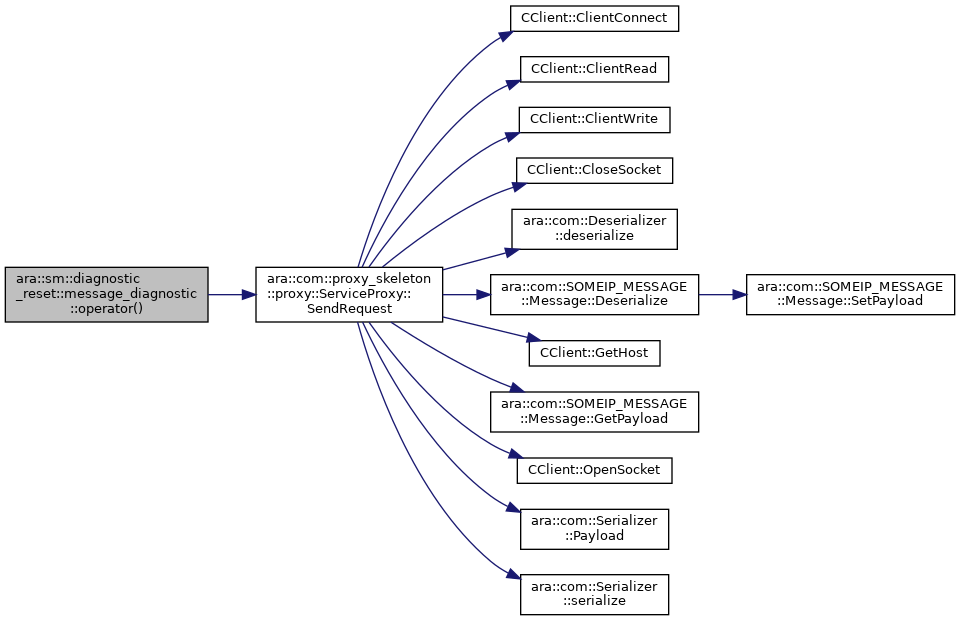 CClient::ClientConnect
CClient::ClientRead
CClient::ClientWrite
CClient::CloseSocket
ara::com::Deserializer
::deserialize
ara::sm::diagnostic
_reset::message_diagnostic
::operator()
ara::com::proxy_skeleton
::proxy::ServiceProxy::
SendRequest
ara::com::SOMEIP_MESSAGE
::Message::Deserialize
ara::com::SOMEIP_MESSAGE
::Message::SetPayload
CClient::GetHost
ara::com::SOMEIP_MESSAGE
::Message::GetPayload
CClient::OpenSocket
ara::com::Serializer
::Payload
ara::com::Serializer
::serialize